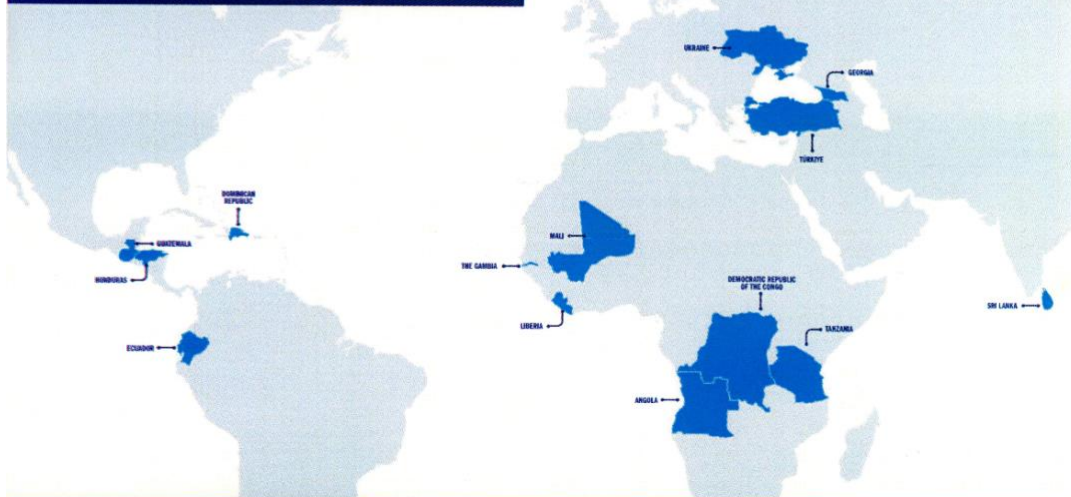 UKRAINE
GEORGIA
TÜRKIYE
DOMINICAN
REPUBLIC
GUATEMALA
HONDURAS
MALI
THE GAMBIA
DEMOCRATIC REPUBLIC
OF THE CONGO
SRI LANKA
LIBERIA
TANZANIA
ECUADOR
ANGOLA